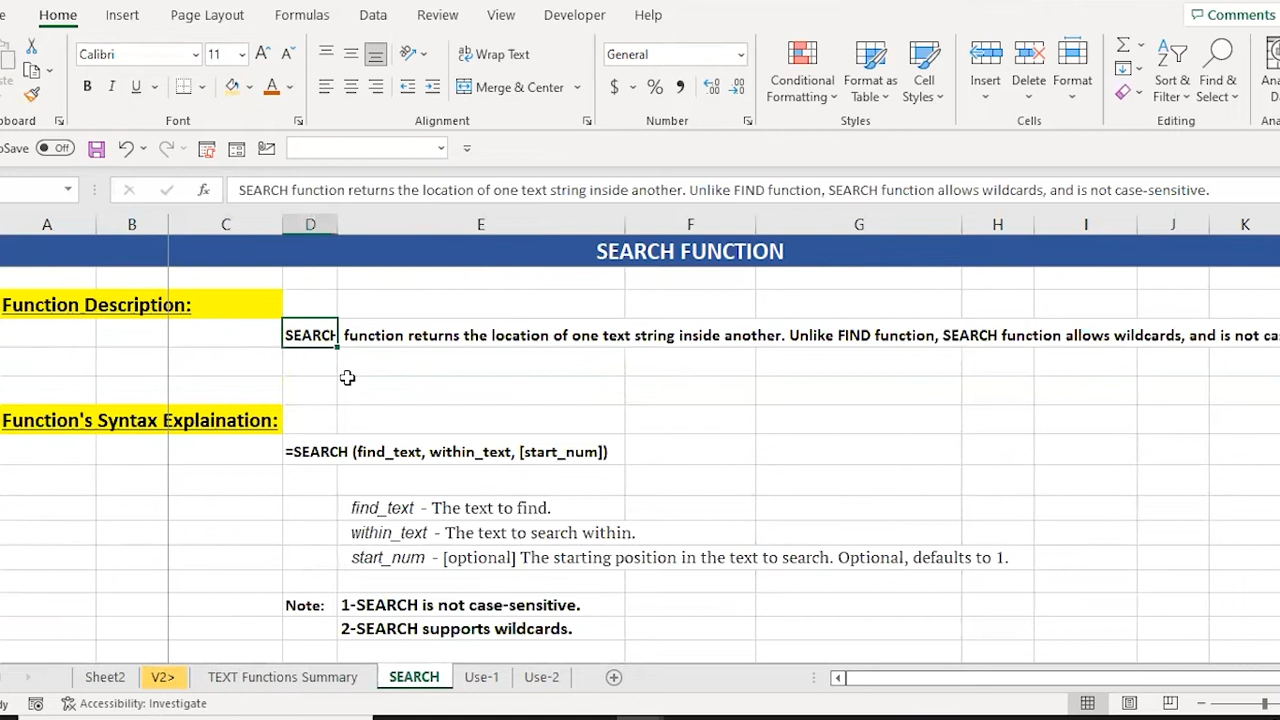 Home Insert Page Layout Formulas Data Review View Developer Help Comments
Calibri 11 Wrap Text General
Merge & Center Conditional Formatting Format as Table Cell Styles Insert Delete Format Sort & Filter Find & Select
Font Alignment Number Styles Cells Editing
Off
SEARCH function returns the location of one text string inside another. Unlike FIND function, SEARCH function allows wildcards, and is not case-sensitive.
A B C D E F G H I J K
SEARCH FUNCTION
Function Description:
SEARCH function returns the location of one text string inside another. Unlike FIND function, SEARCH function allows wildcards, and is not
Function's Syntax Explaination:
=SEARCH (find_text, within_text, [start_num])
find_text - The text to find.
within_text - The text to search within.
start_num - [optional] The starting position in the text to search. Optional, defaults to 1.
Note: 1-SEARCH is not case-sensitive.
2-SEARCH supports wildcards.
Sheet2 V2> TEXT Functions Summary SEARCH Use-1 Use-2
Accessibility: Investigate